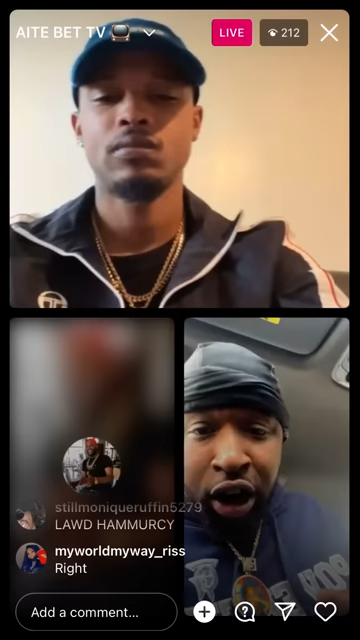 AITE BET TV
LIVE
212
stillmoniqueruffin5279
LAWD HAMMURCY
myworldmyway_riss
Right
Add a comment...